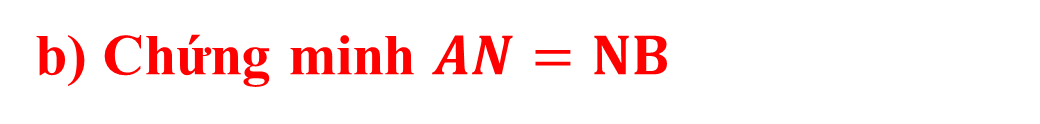 b) Chứng minh AN = NB